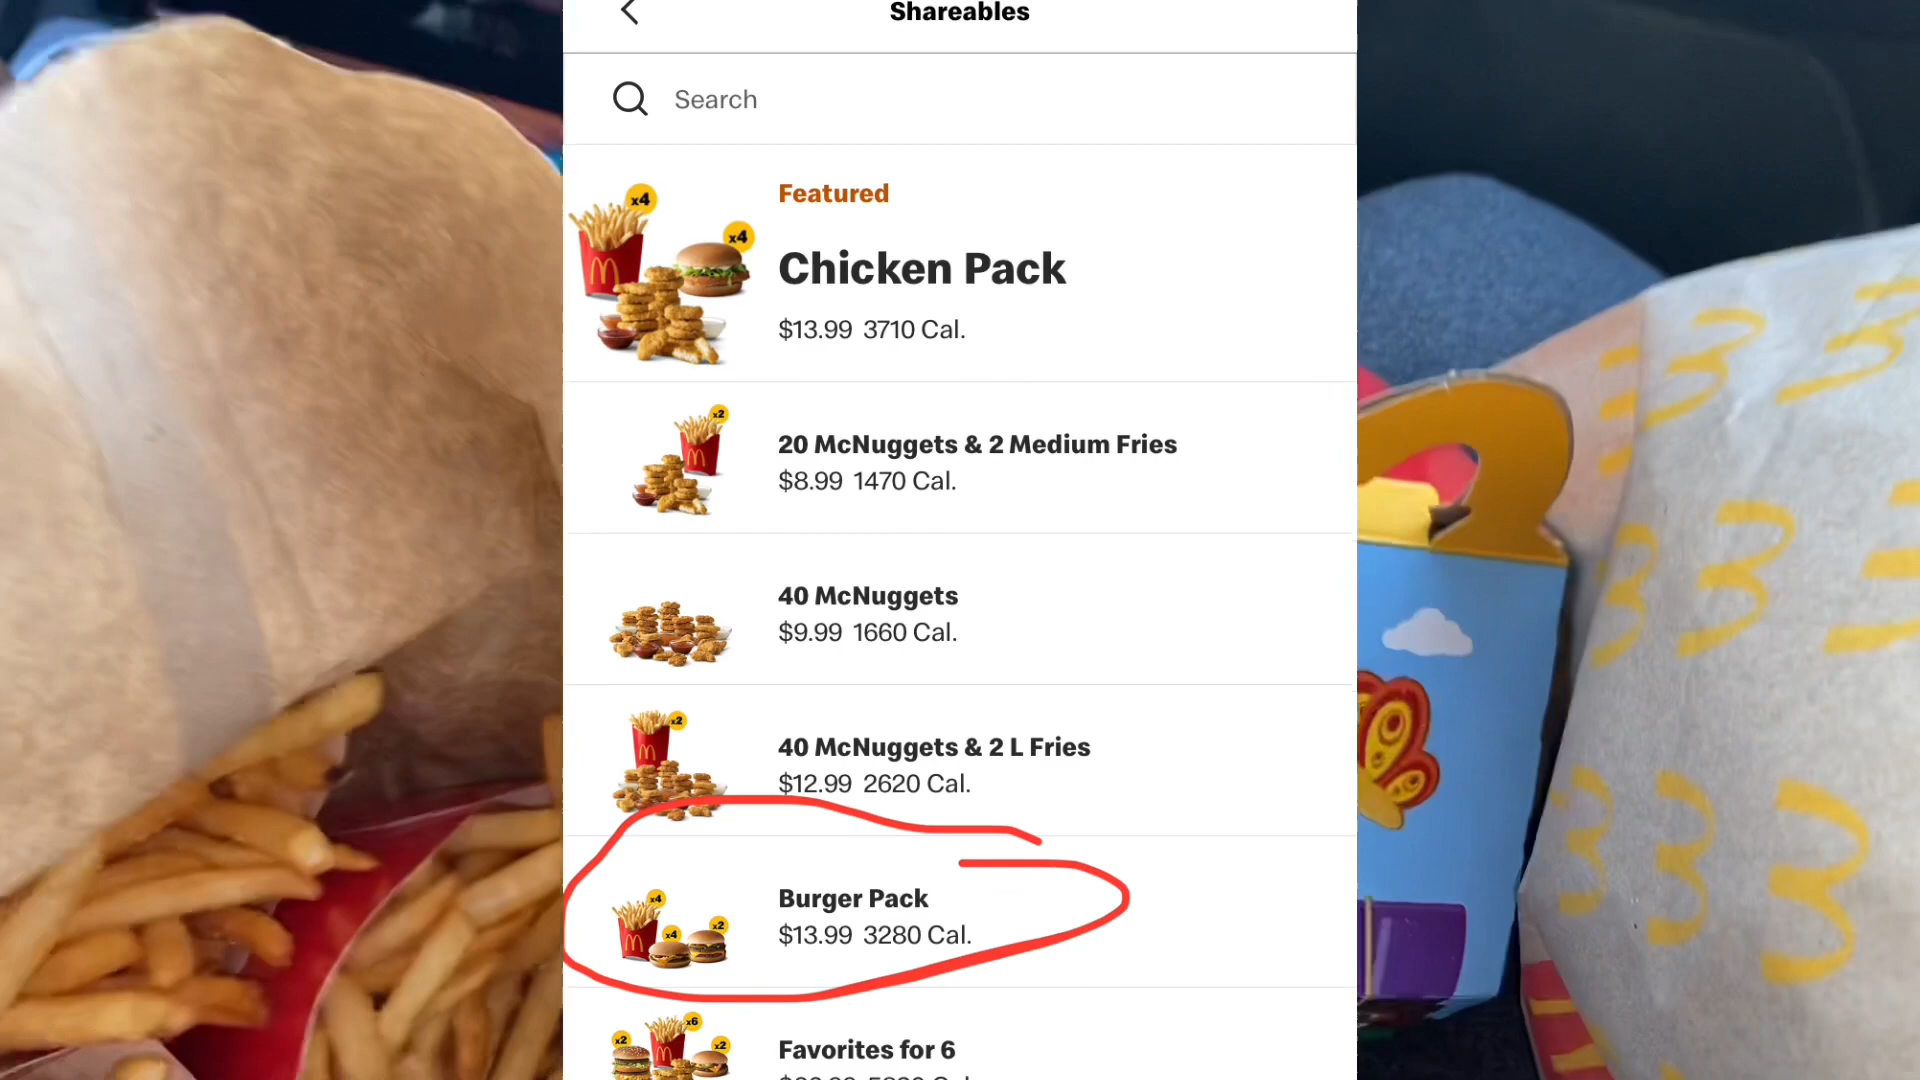 Shareables
Search
Featured
x4
x4
Chicken Pack
$13.99 3710 Cal.
x2
20 McNuggets & 2 Medium Fries
$8.99 1470 Cal.
40 McNuggets
$9.99 1660 Cal.
x2
40 McNuggets & 2 L Fries
$12.99 2620 Cal.
x4
x4
x2
Burger Pack
$13.99 3280 Cal.
x2
x6
x2
Favorites for 6